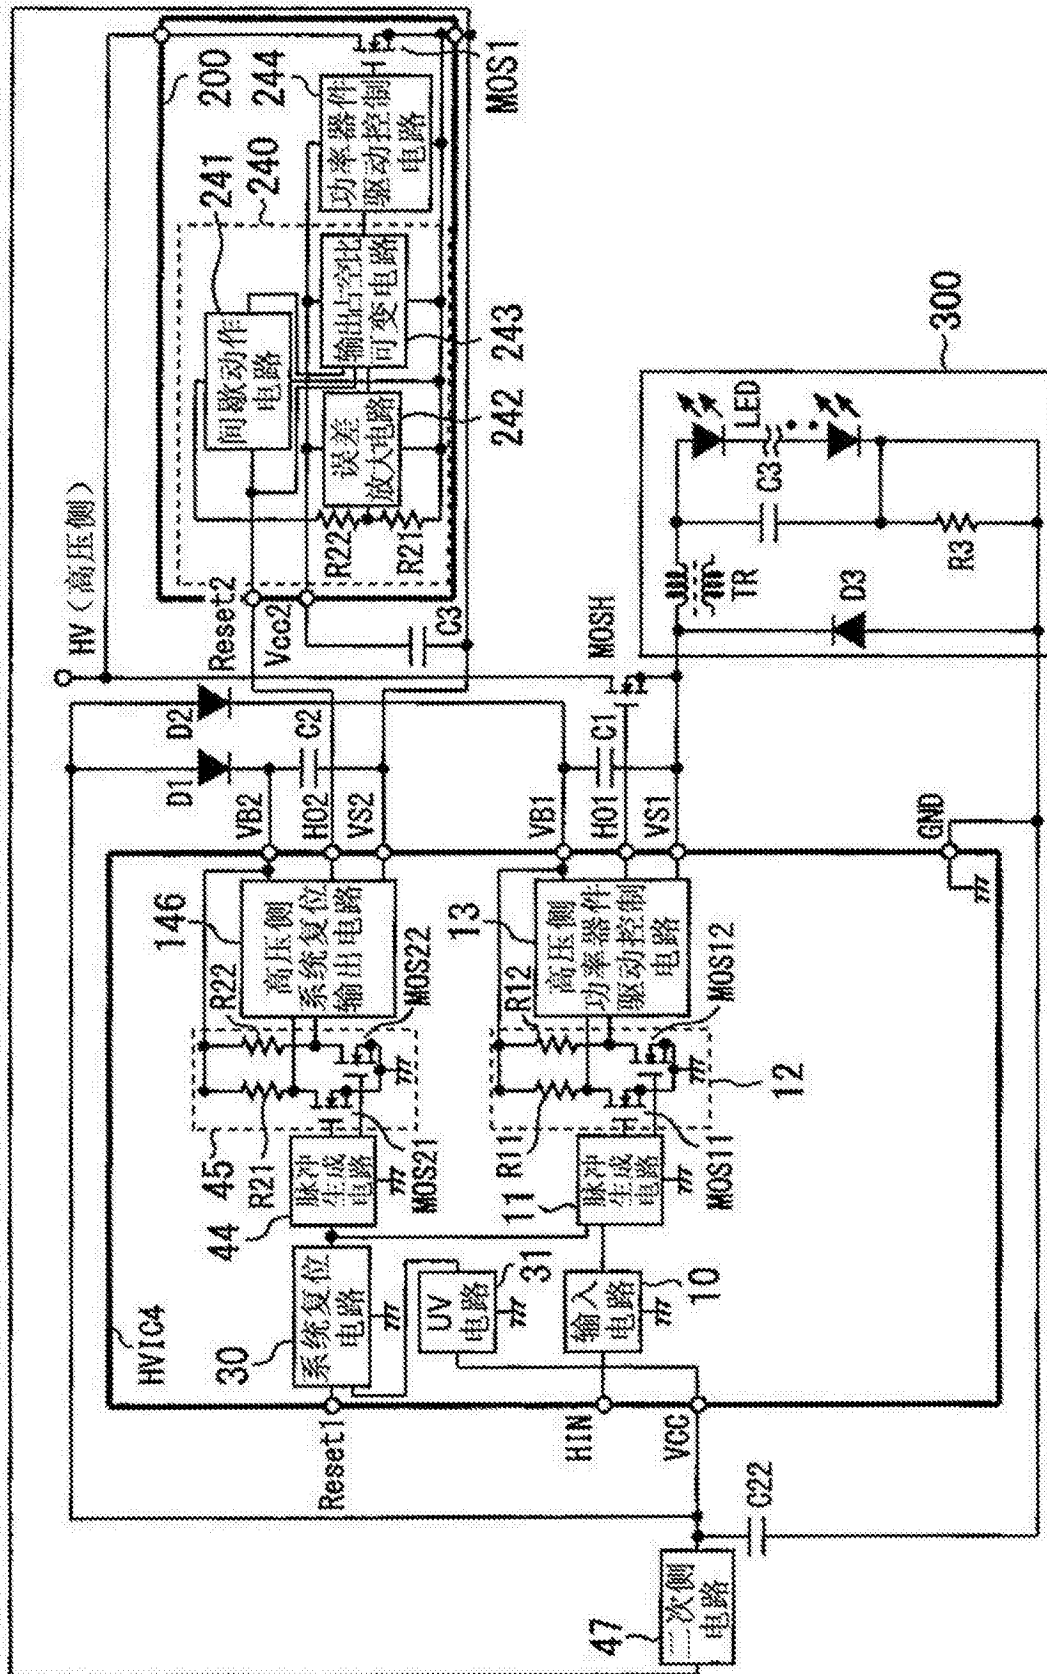 HVIC4
30
系统复位
电路
44
脉冲
生成
电路
45
R21
R22
MOS21
MOS22
146
高压侧
系统复位
输出电路
UV
电路
31
输入
电路
10
11
脉冲
生成
电路
R11
R12
MOS11
MOS12
12
13
高压侧
功率器件
驱动控制
电路
Reset1
HIN
VCC
47
二次侧
电路
C22
VB2
HO2
VS2
VB1
HO1
VS1
GND
D1
D2
C2
C1
MOSH
HV（高压侧）
Reset2
Vcc2
C3
R22
R21
误差
放大电路
242
间歇动作
电路
241
240
输出占空比
可变电路
243
功率器件
驱动控制
电路
244
200
MOS1
300
TR
D3
C3
R3
LED